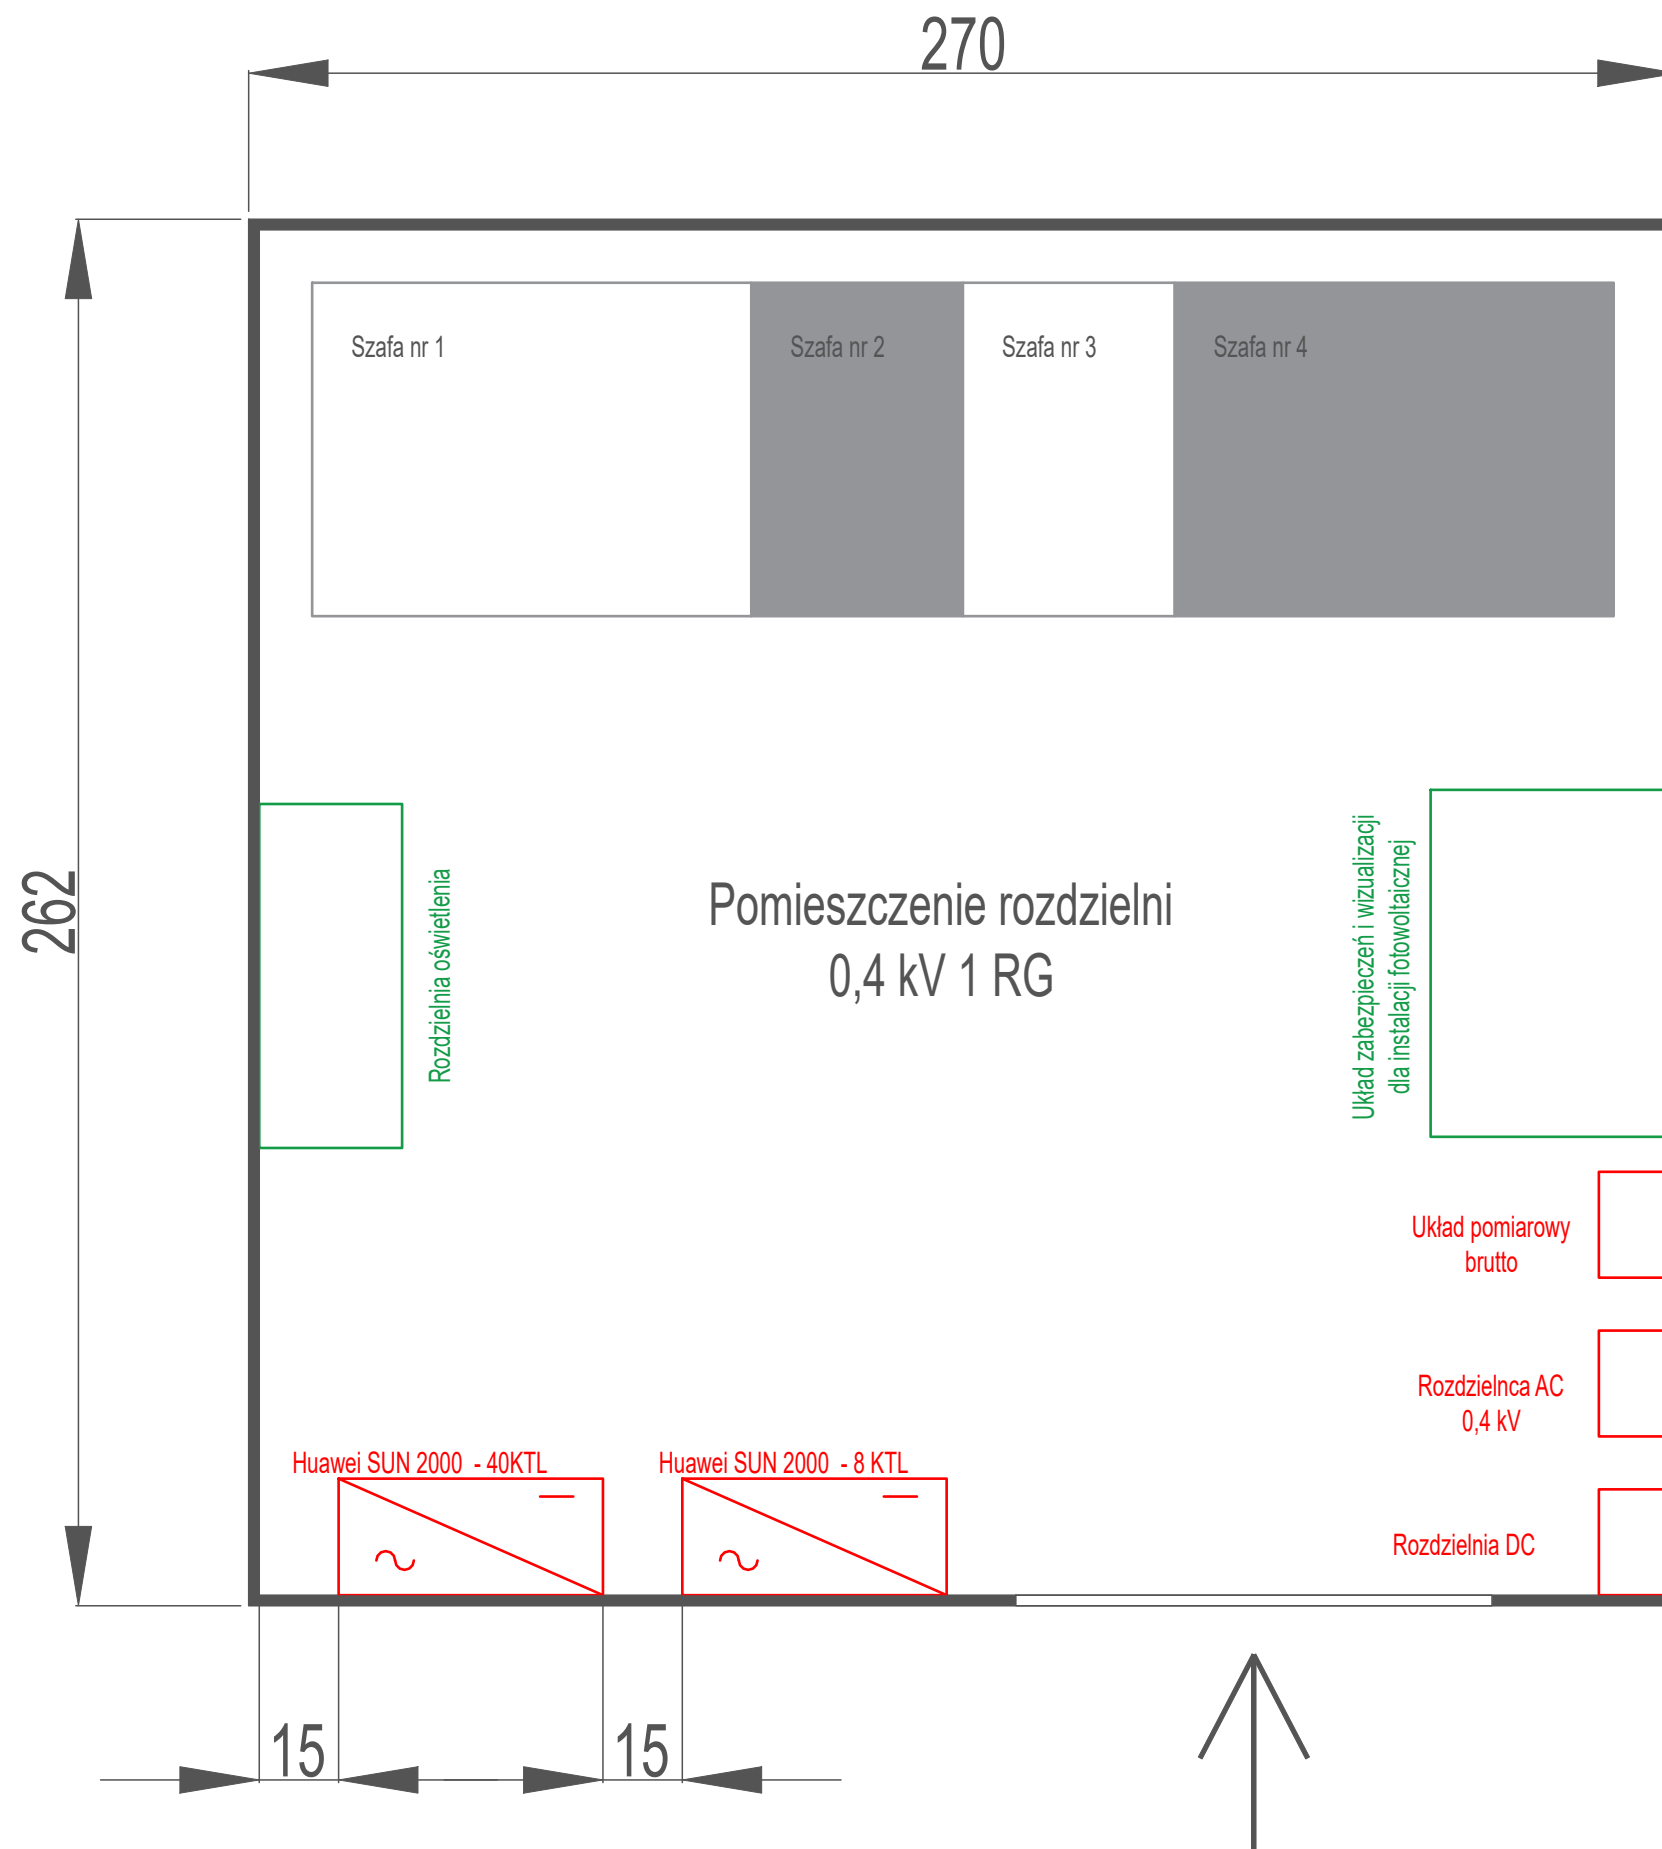 270
Szafa nr 1
Szafa nr 2
Szafa nr 3
Szafa nr 4
262
Rozdzielnia oświetlenia
Pomieszczenie rozdzielni
0,4 kV 1 RG
Układ zabezpieczeń i wizualizacji
dla instalacji fotowoltaicznej
Układ pomiarowy
brutto
Rozdzielnca AC
0,4 kV
Huawei SUN 2000 - 40KTL
Huawei SUN 2000 - 8 KTL
Rozdzielnia DC
15
15